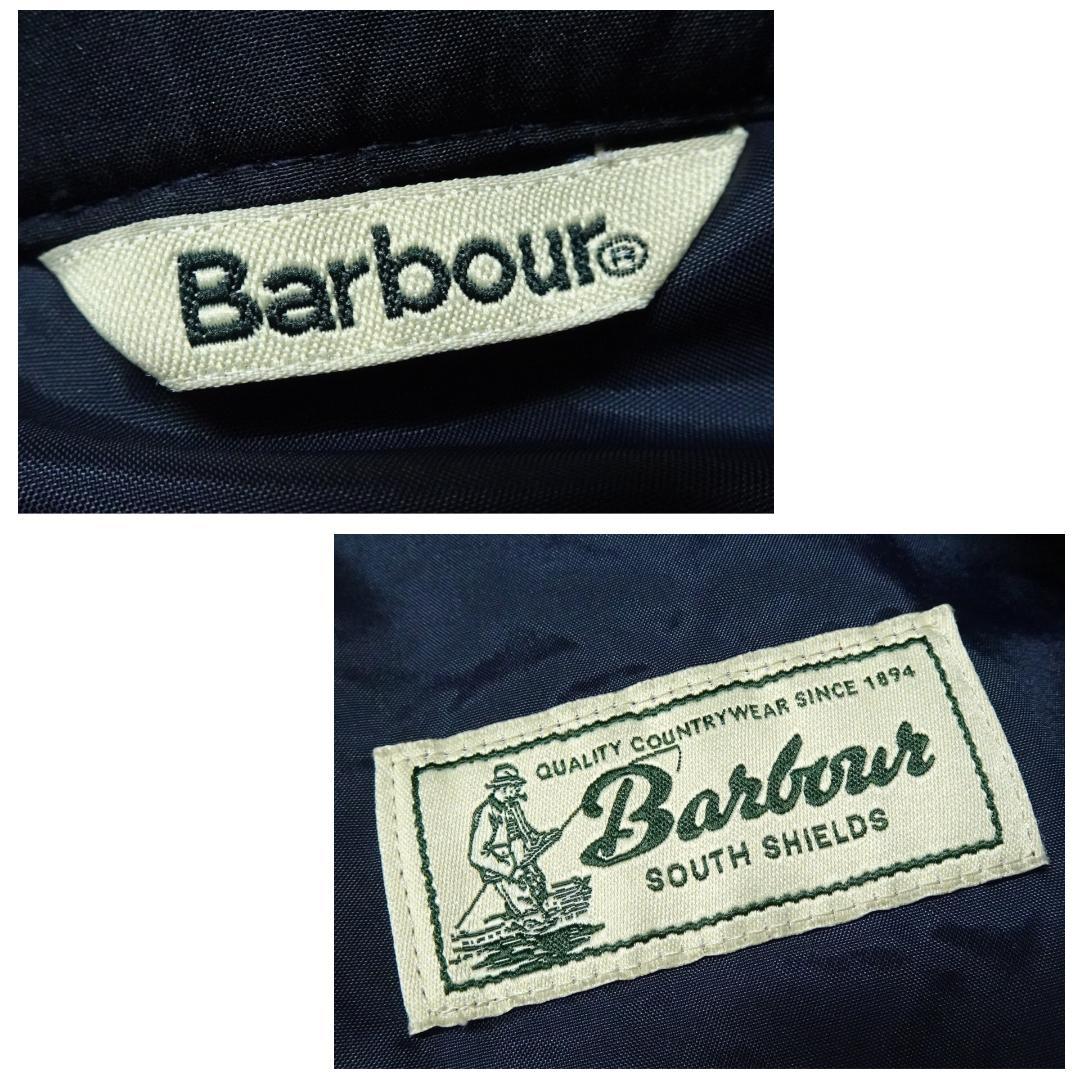 Barbour®
QUALITY COUNTRYWEAR SINCE 1894
Barbour
SOUTH SHIELDS